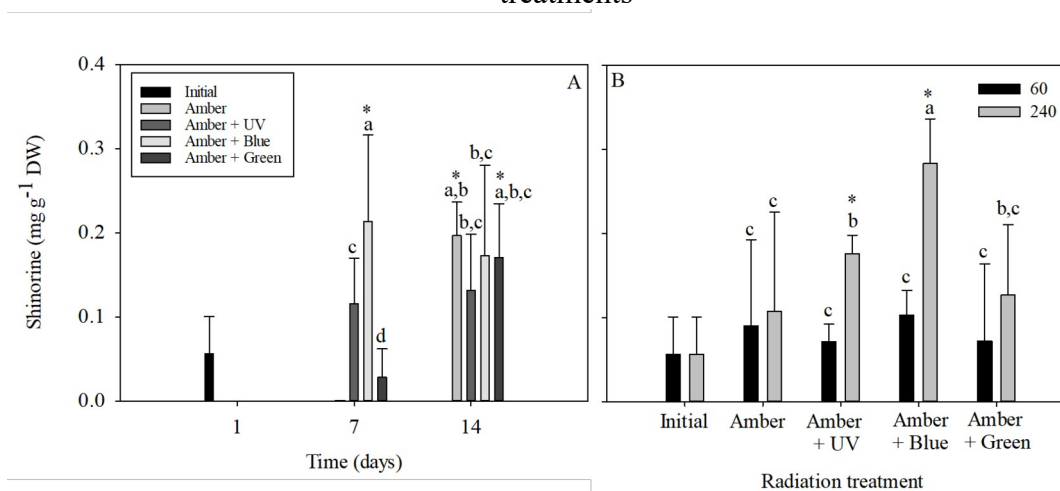 treatments
A
Initial
Amber
Amber + UV
Amber + Blue
Amber + Green
Shinorine (mg g-1 DW)
0.4
0.3
0.2
0.1
0.0
c
*
a
d
*
a,b
b,c
b,c
*
a,b,c
1
7
14
Time (days)
B
60
240
c
c
c
*
b
c
*
a
c
b,c
Initial
Amber
Amber
+ UV
Amber
+ Blue
Amber
+ Green
Radiation treatment